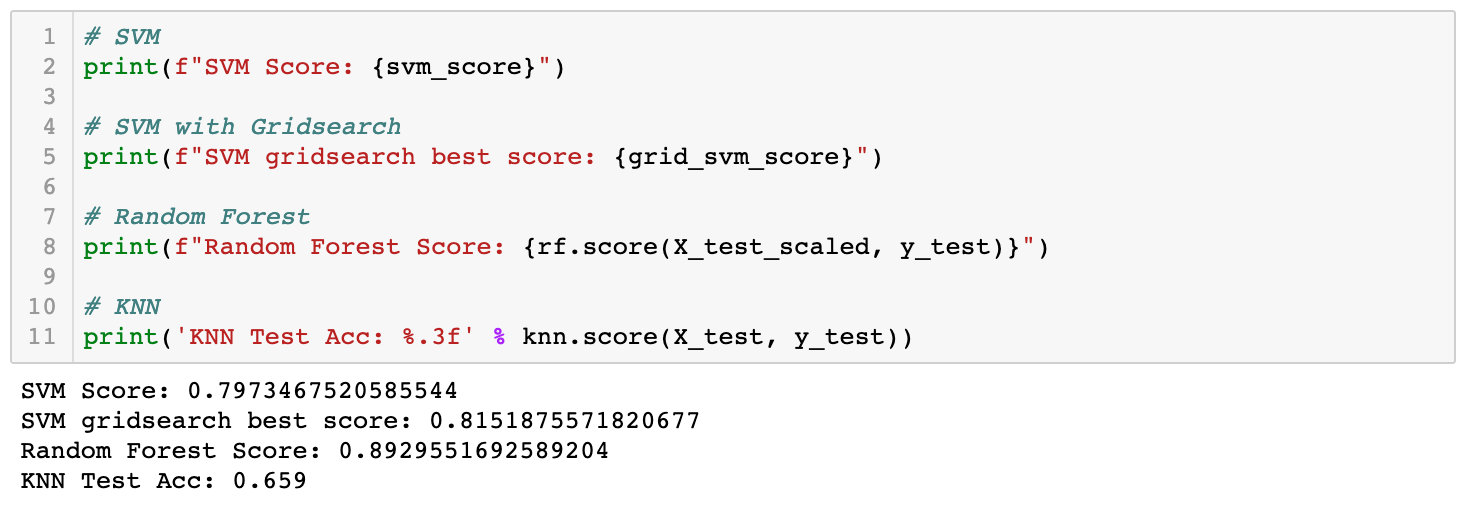 1 # SVM
2 print(f"SVM Score: {svm_score}")
3
4 # SVM with Gridsearch
5 print(f"SVM gridsearch best score: {grid_svm_score}")
6
7 # Random Forest
8 print(f"Random Forest Score: {rf.score(X_test_scaled, y_test)}")
9
10 # KNN
11 print('KNN Test Acc: %.3f' % knn.score(X_test, y_test))
SVM Score: 0.7973467520585544
SVM gridsearch best score: 0.8151875571820677
Random Forest Score: 0.8929551692589204
KNN Test Acc: 0.659